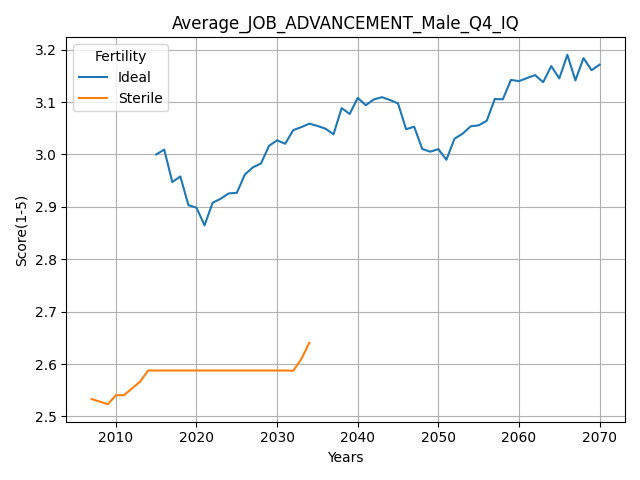 Average_JOB_ADVANCEMENT_Male_Q4_IQ
Fertility
Ideal
Sterile
Score(1-5)
3.2
3.1
3.0
2.9
2.8
2.7
2.6
2.5
2010 2020 2030 2040 2050 2060 2070
Years